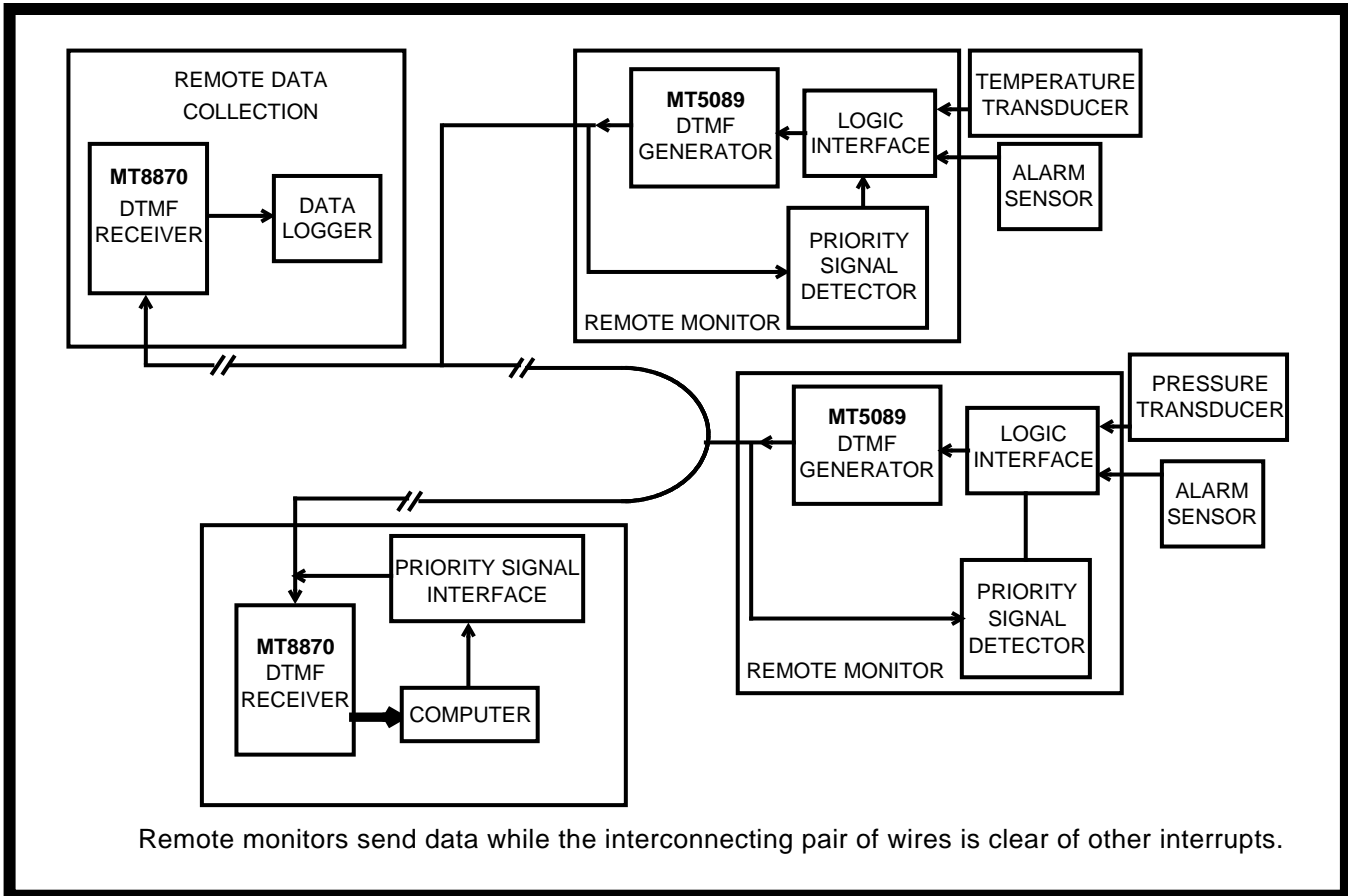 REMOTE DATA
COLLECTION
MT8870
DTMF
RECEIVER
DATA
LOGGER
MT5089
DTMF
GENERATOR
LOGIC
INTERFACE
PRIORITY
SIGNAL
DETECTOR
REMOTE MONITOR
TEMPERATURE
TRANSDUCER
ALARM
SENSOR
MT5089
DTMF
GENERATOR
LOGIC
INTERFACE
PRIORITY
SIGNAL
DETECTOR
REMOTE MONITOR
PRESSURE
TRANSDUCER
ALARM
SENSOR
PRIORITY SIGNAL
INTERFACE
MT8870
DTMF
RECEIVER
COMPUTER
Remote monitors send data while the interconnecting pair of wires is clear of other interrupts.